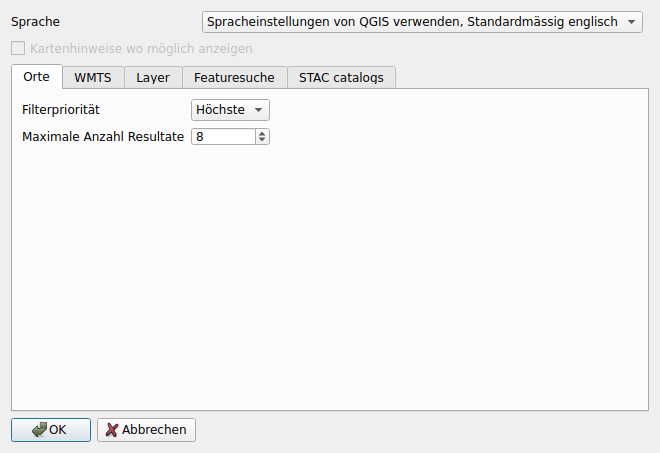 Sprache
Spracheinstellungen von QGIS verwenden, Standardmässig englisch
Kartenhinweise wo möglich anzeigen
Orte WMTS Layer Featuresuche STAC catalogs
Filterpriorität Höchste
Maximale Anzahl Resultate 8
OK Abbrechen